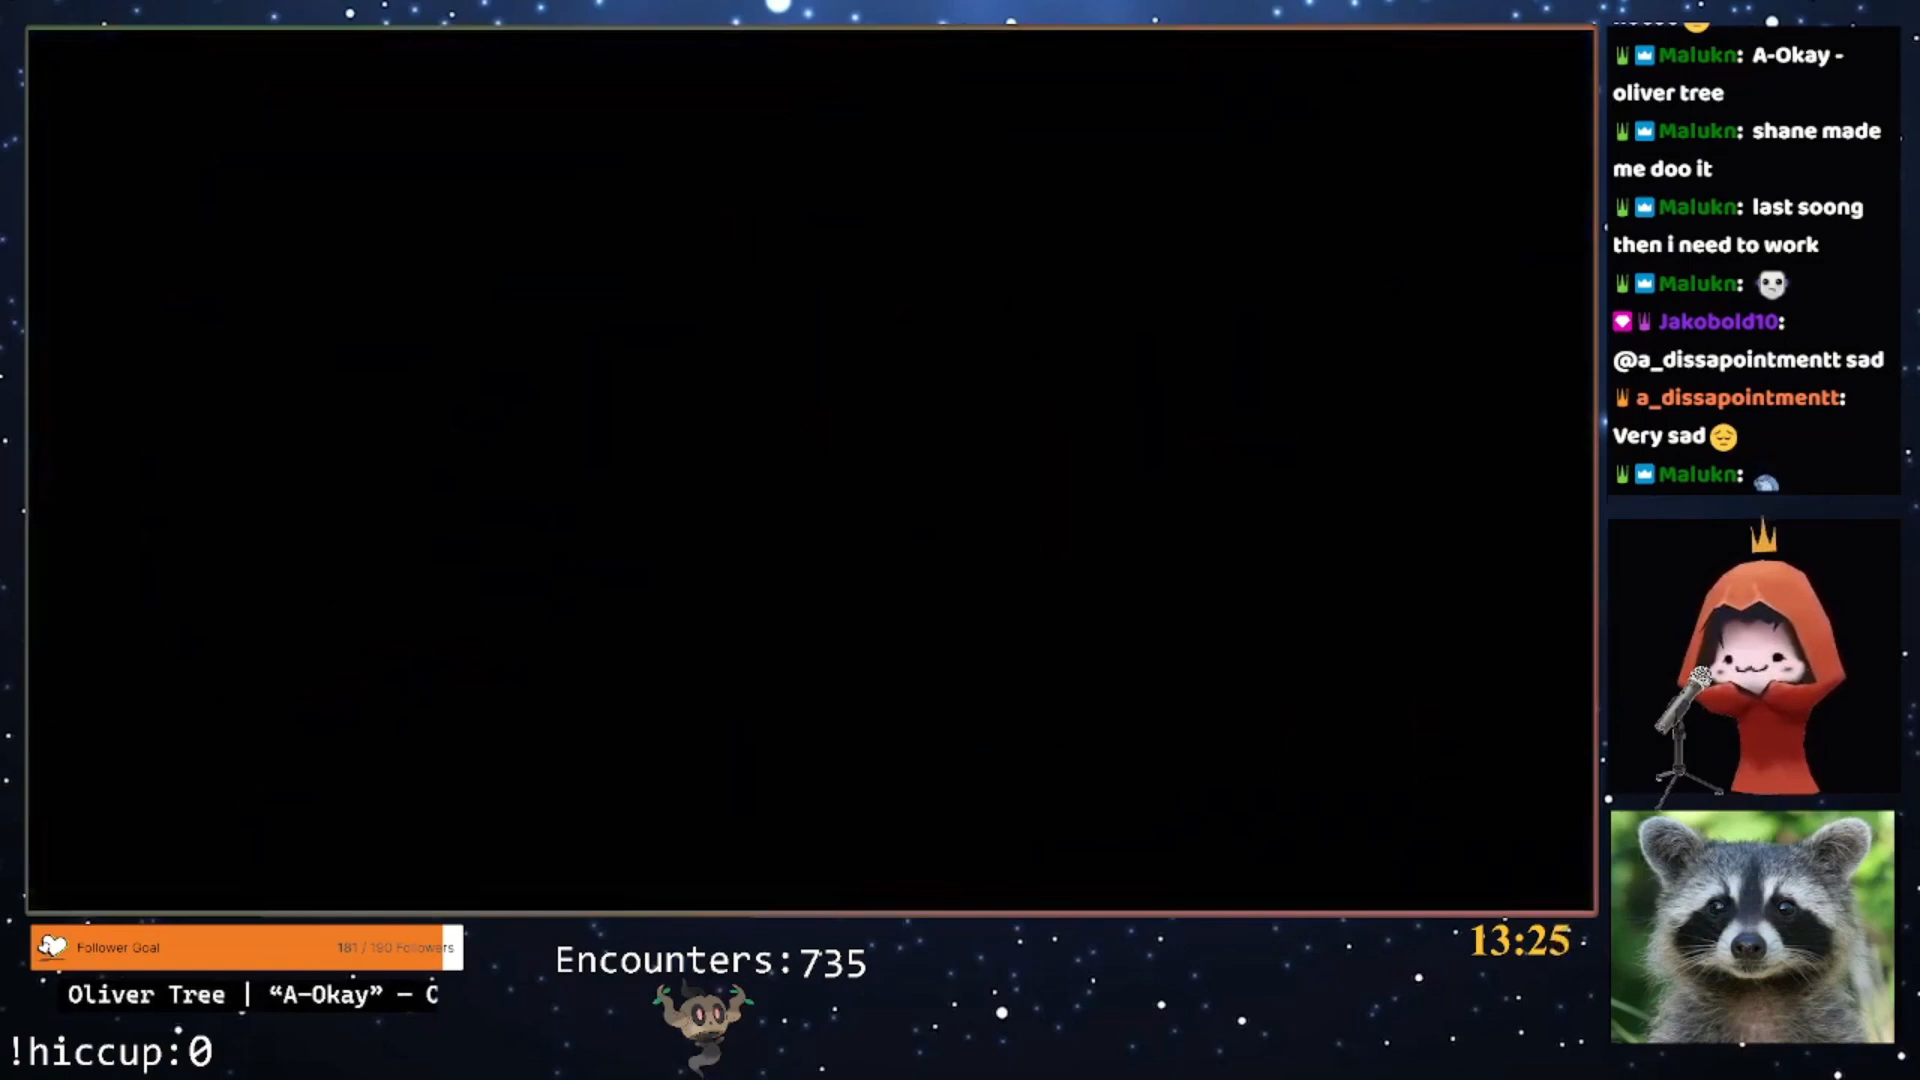 Malukn: A-Okay -
oliver tree
Malukn: shane made
me doo it
Malukn: last soong
then i need to work
Malukn:
Jakobold10:
@a_dissapointmentt sad
a_dissapointmentt:
Very sad
Malukn:
Follower Goal
181 / 190 Followers
Oliver Tree | “A-Okay” –
Encounters:735
13:25
!hiccup:0